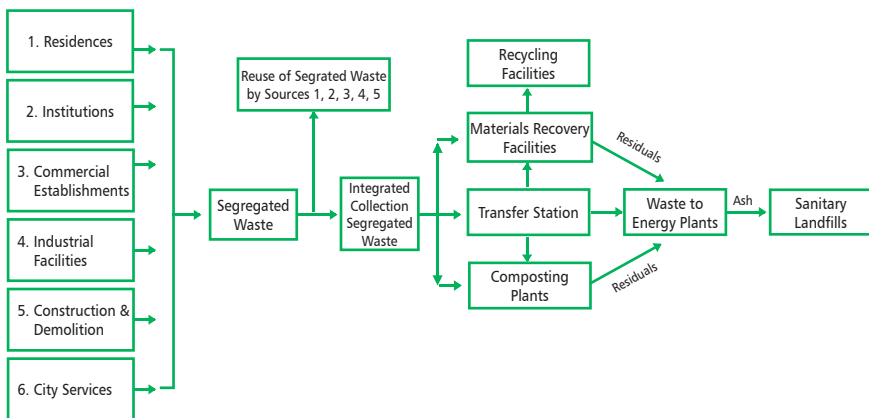 1. Residences
2. Institutions
3. Commercial
Establishments
4. Industrial
Facilities
5. Construction &
Demolition
6. City Services
Reuse of Segrated Waste
by Sources 1, 2, 3, 4, 5
Segregated
Waste
Integrated
Collection
Segregated
Waste
Recycling
Facilities
Materials Recovery
Facilities
Transfer Station
Composting
Plants
Residuals
Residuals
Waste to
Energy Plants
Ash
Sanitary
Landfills